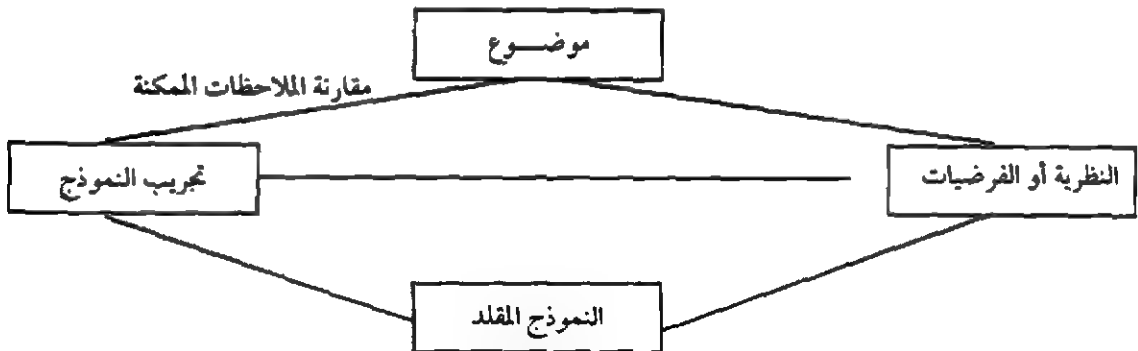 موضـــوع
مقارنة الملاحظات الممكنة
النظرية أو الفرضيات
تجريب النموذج
النموذج المقلد